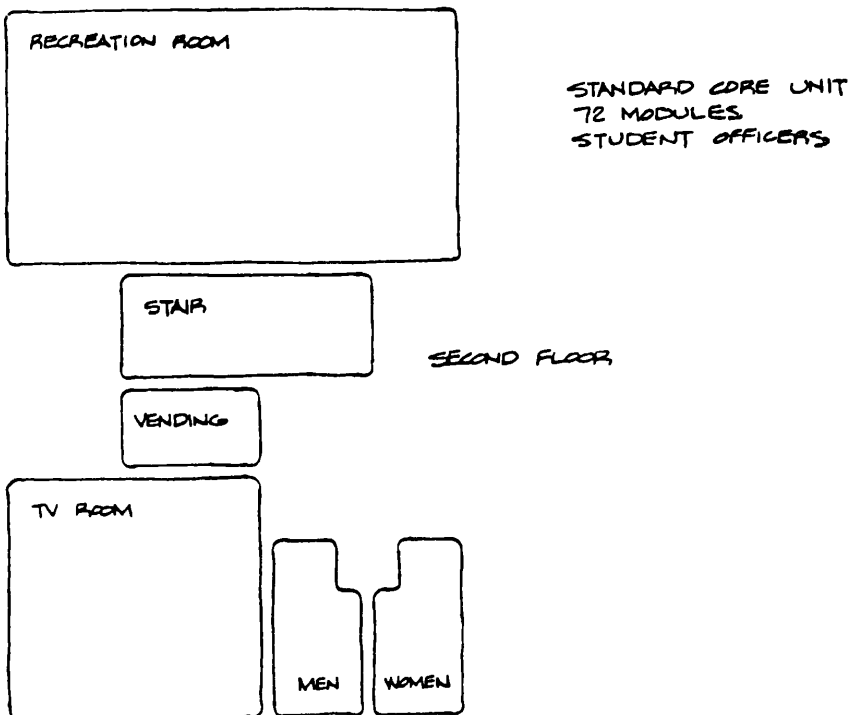 RECREATION ROOM
STANDARD CORE UNIT
72 MODULES
STUDENT OFFICERS
STAIR
SECOND FLOOR
VENDING
TV ROOM
MEN
WOMEN